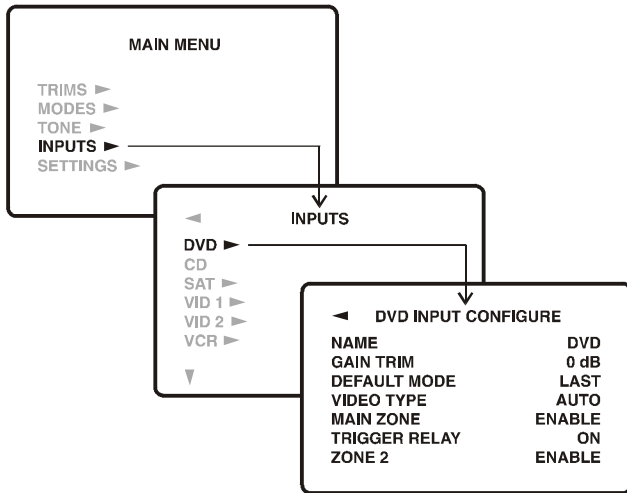 MAIN MENU
TRIMS ►
MODES ►
TONE ►
INPUTS ►
SETTINGS ►
◄ INPUTS
DVD ►
CD
SAT ►
VID 1 ►
VID 2 ►
VCR ►
▼
◄ DVD INPUT CONFIGURE
NAME DVD
GAIN TRIM 0 dB
DEFAULT MODE LAST
VIDEO TYPE AUTO
MAIN ZONE ENABLE
TRIGGER RELAY ON
ZONE 2 ENABLE